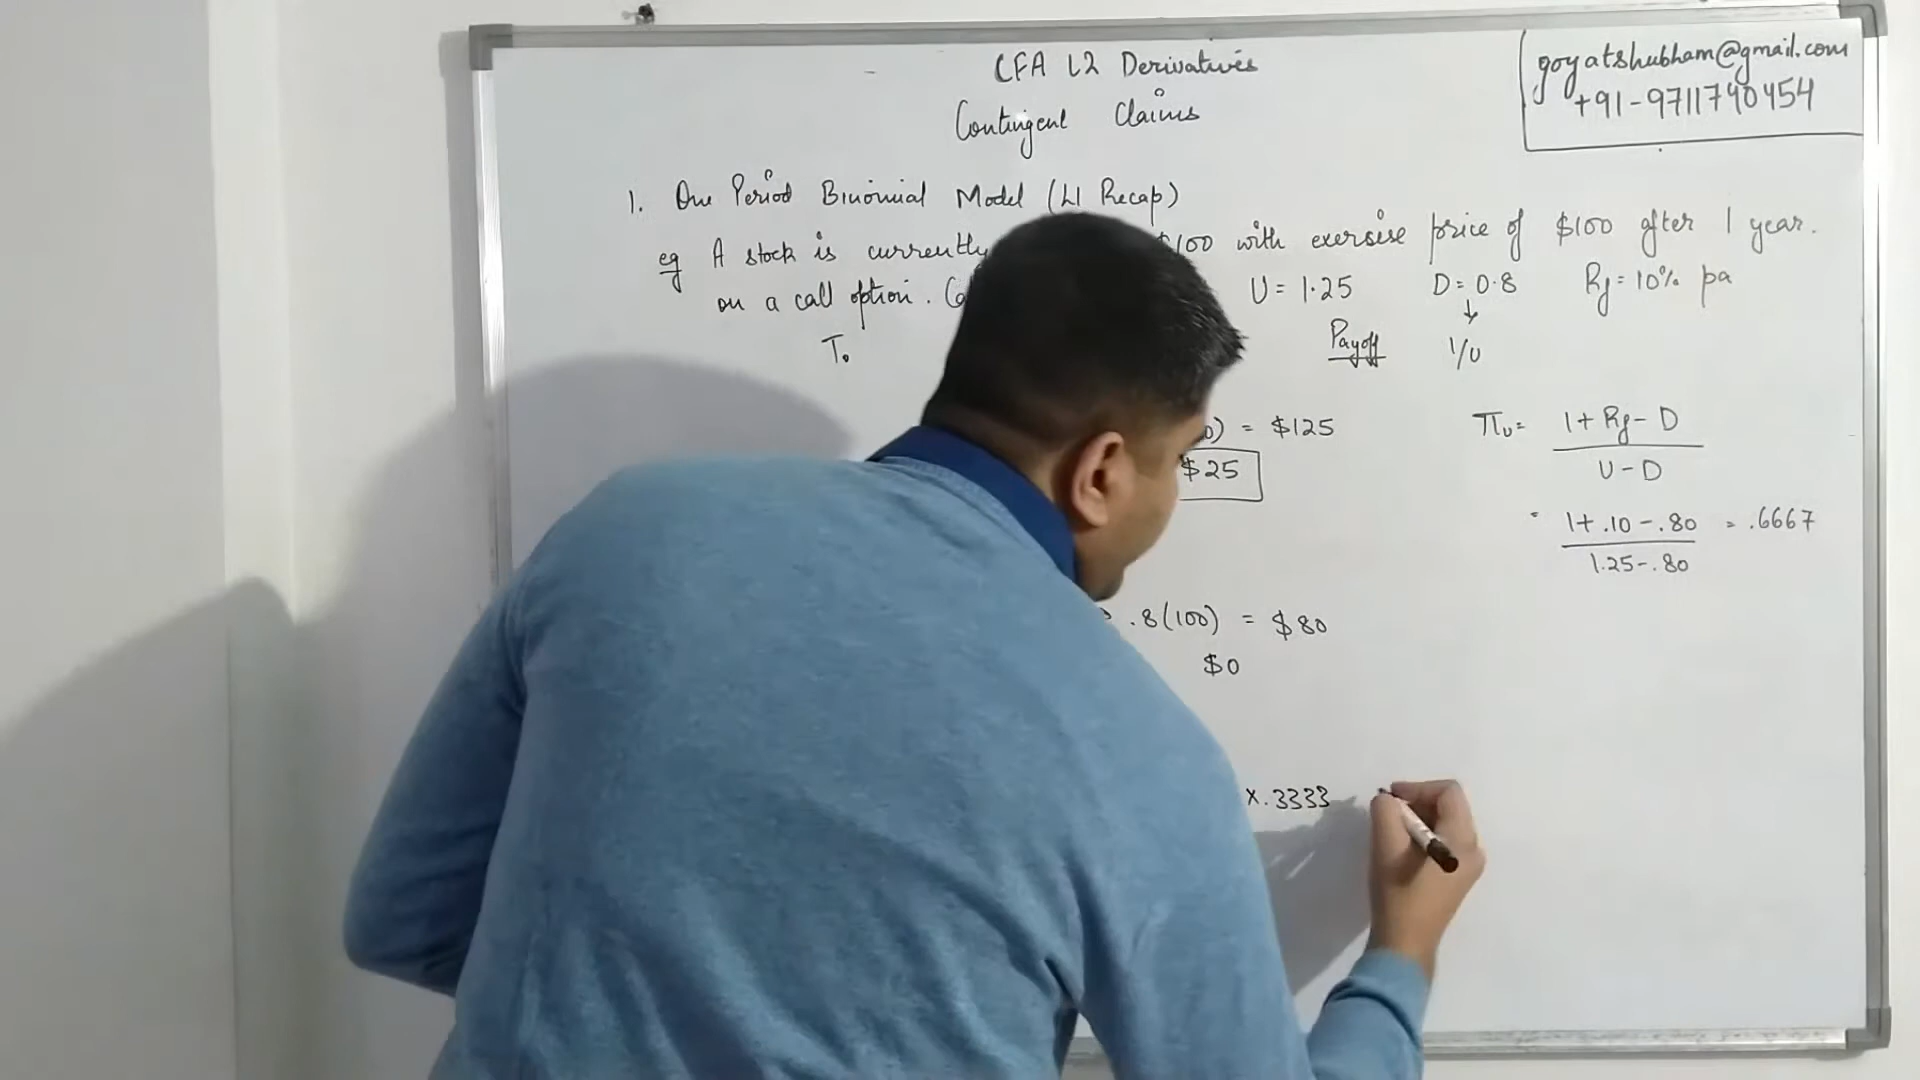 CFA L2 Derivatives
Contingent Claims
goyatshubham@gmail.com
+91-9711740454
1. One Period Binomial Model (L1 Recap)
eg A stock is currently $100 with exersise price of $100 after 1 year.
on a call option. U = 1.25 D = 0.8 Rf = 10% pa
T0 Payoff 1/U
) = $125
$25
πU = 1 + Rf - D
U - D
= 1 + .10 - .80 = .6667
1.25 - .80
.8(100) = $80
$0
x .3333